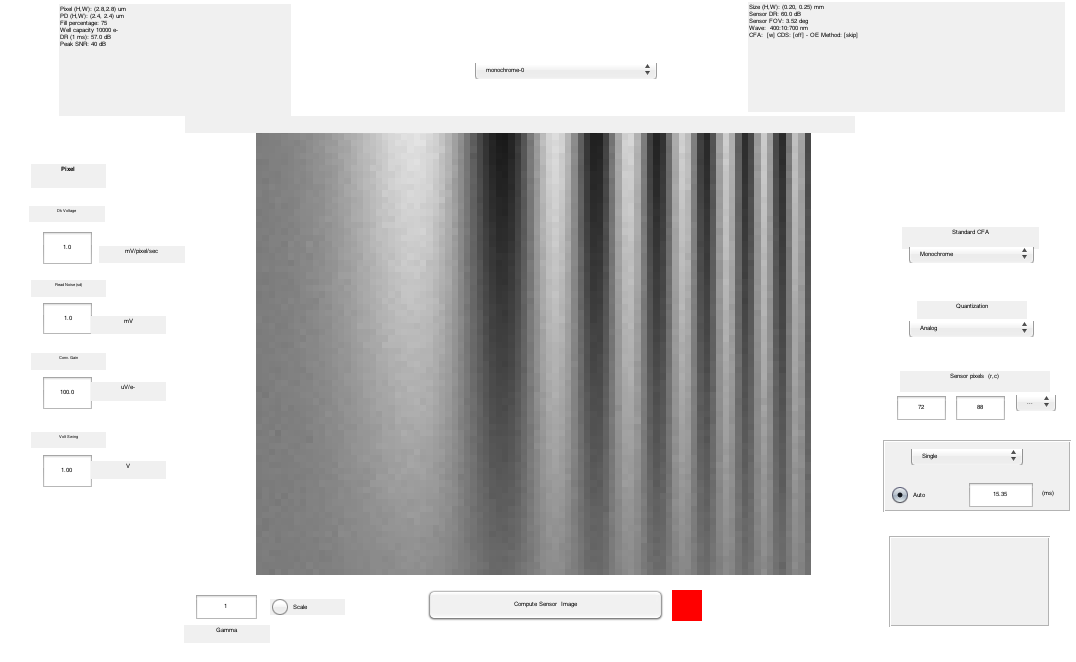 Pixel (H,W): (2.8,2.8) um
PD (H,W): (2.4, 2.4) um
Fill percentage: 75
Well capacity 10000 e-
DR (1 ms): 57.0 dB
Peak SNR: 40 dB
monochrome-0
Size (H,W): (0.20, 0.25) mm
Sensor DR: 60.0 dB
Sensor FOV: 3.52 deg
Wave: 400:10:700 nm
CFA: [w] CDS: [off] - OE Method: [skip]
Pixel
Dk Voltage
1.0
mV/pixel/sec
Read Noise (rd)
1.0
mV
Conv. Gain
100.0
uV/e-
Volt Swing
1.00
V
Standard CFA
Monochrome
Quantization
Analog
Sensor pixels (r,c)
72
88
...
Single
Auto
15.35
(ms)
1
Scale
Compute Sensor Image
Gamma